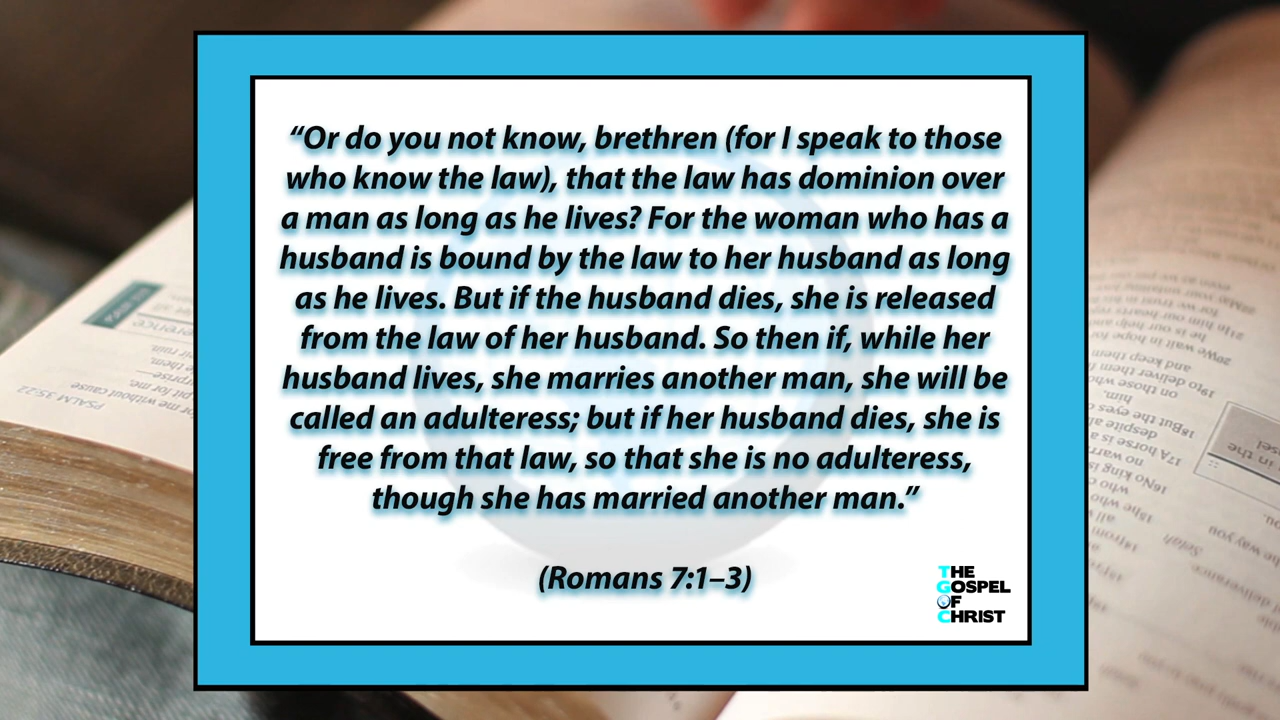 “Or do you not know, brethren (for I speak to those
who know the law), that the law has dominion over
a man as long as he lives? For the woman who has a
husband is bound by the law to her husband as long
as he lives. But if the husband dies, she is released
from the law of her husband. So then if, while her
husband lives, she marries another man, she will be
called an adulteress; but if her husband dies, she is
free from that law, so that she is no adulteress,
though she has married another man.”
(Romans 7:1–3)
THE
GOSPEL
OF
CHRIST
PSALM 35:22